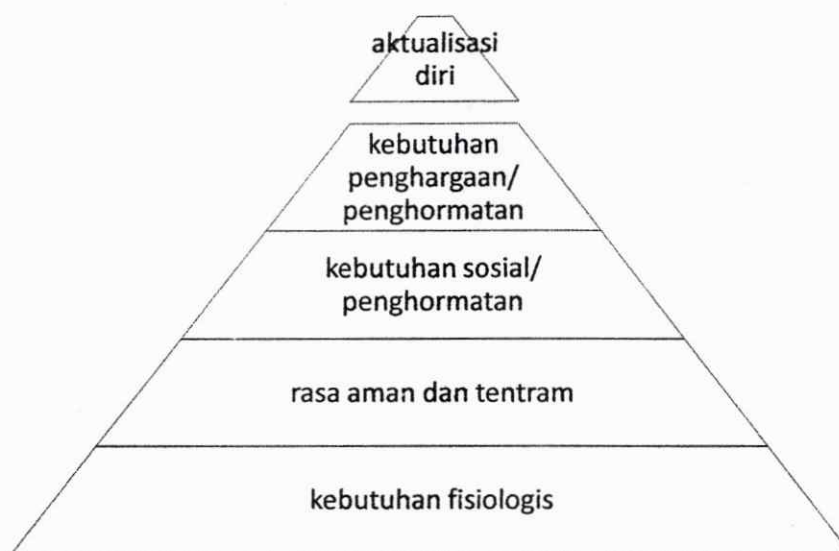 aktualisasi
diri
kebutuhan
penghargaan/
penghormatan
kebutuhan sosial/
penghormatan
rasa aman dan tentram
kebutuhan fisiologis